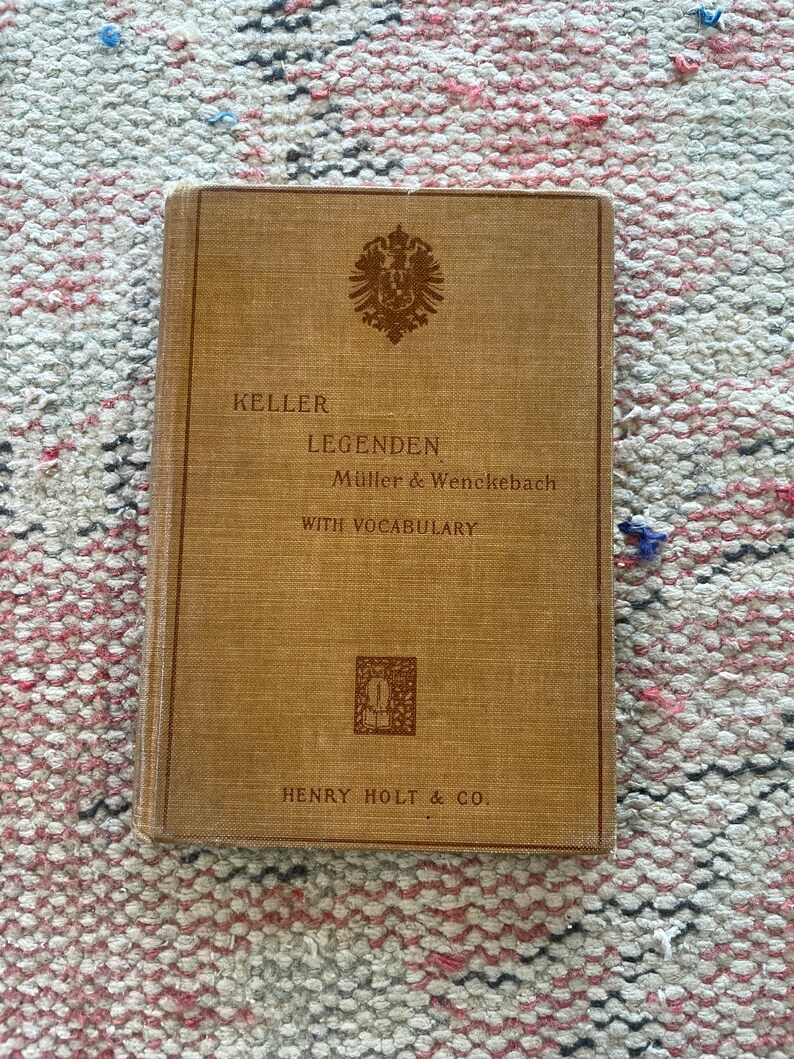 KELLER
LEGENDEN
Müller & Wenckebach
WITH VOCABULARY
HENRY HOLT & CO.